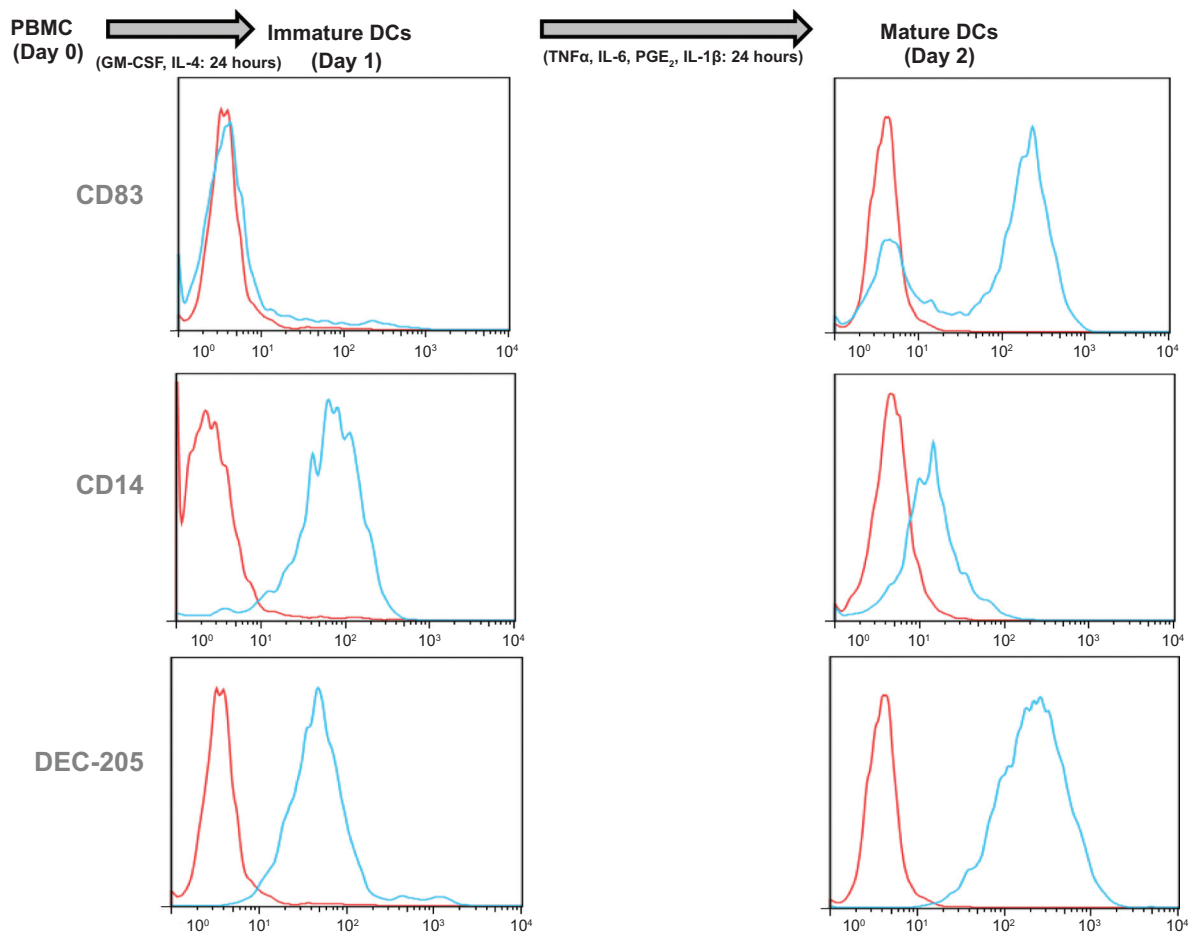 PBMC
(Day 0)
(GM-CSF, IL-4: 24 hours)
Immature DCs
(Day 1)
(TNFα, IL-6, PGE₂, IL-1β: 24 hours)
Mature DCs
(Day 2)
CD83
10⁰ 10¹ 10² 10³ 10⁴
10⁰ 10¹ 10² 10³ 10⁴
CD14
10⁰ 10¹ 10² 10³ 10⁴
10⁰ 10¹ 10² 10³ 10⁴
DEC-205
10⁰ 10¹ 10² 10³ 10⁴
10⁰ 10¹ 10² 10³ 10⁴